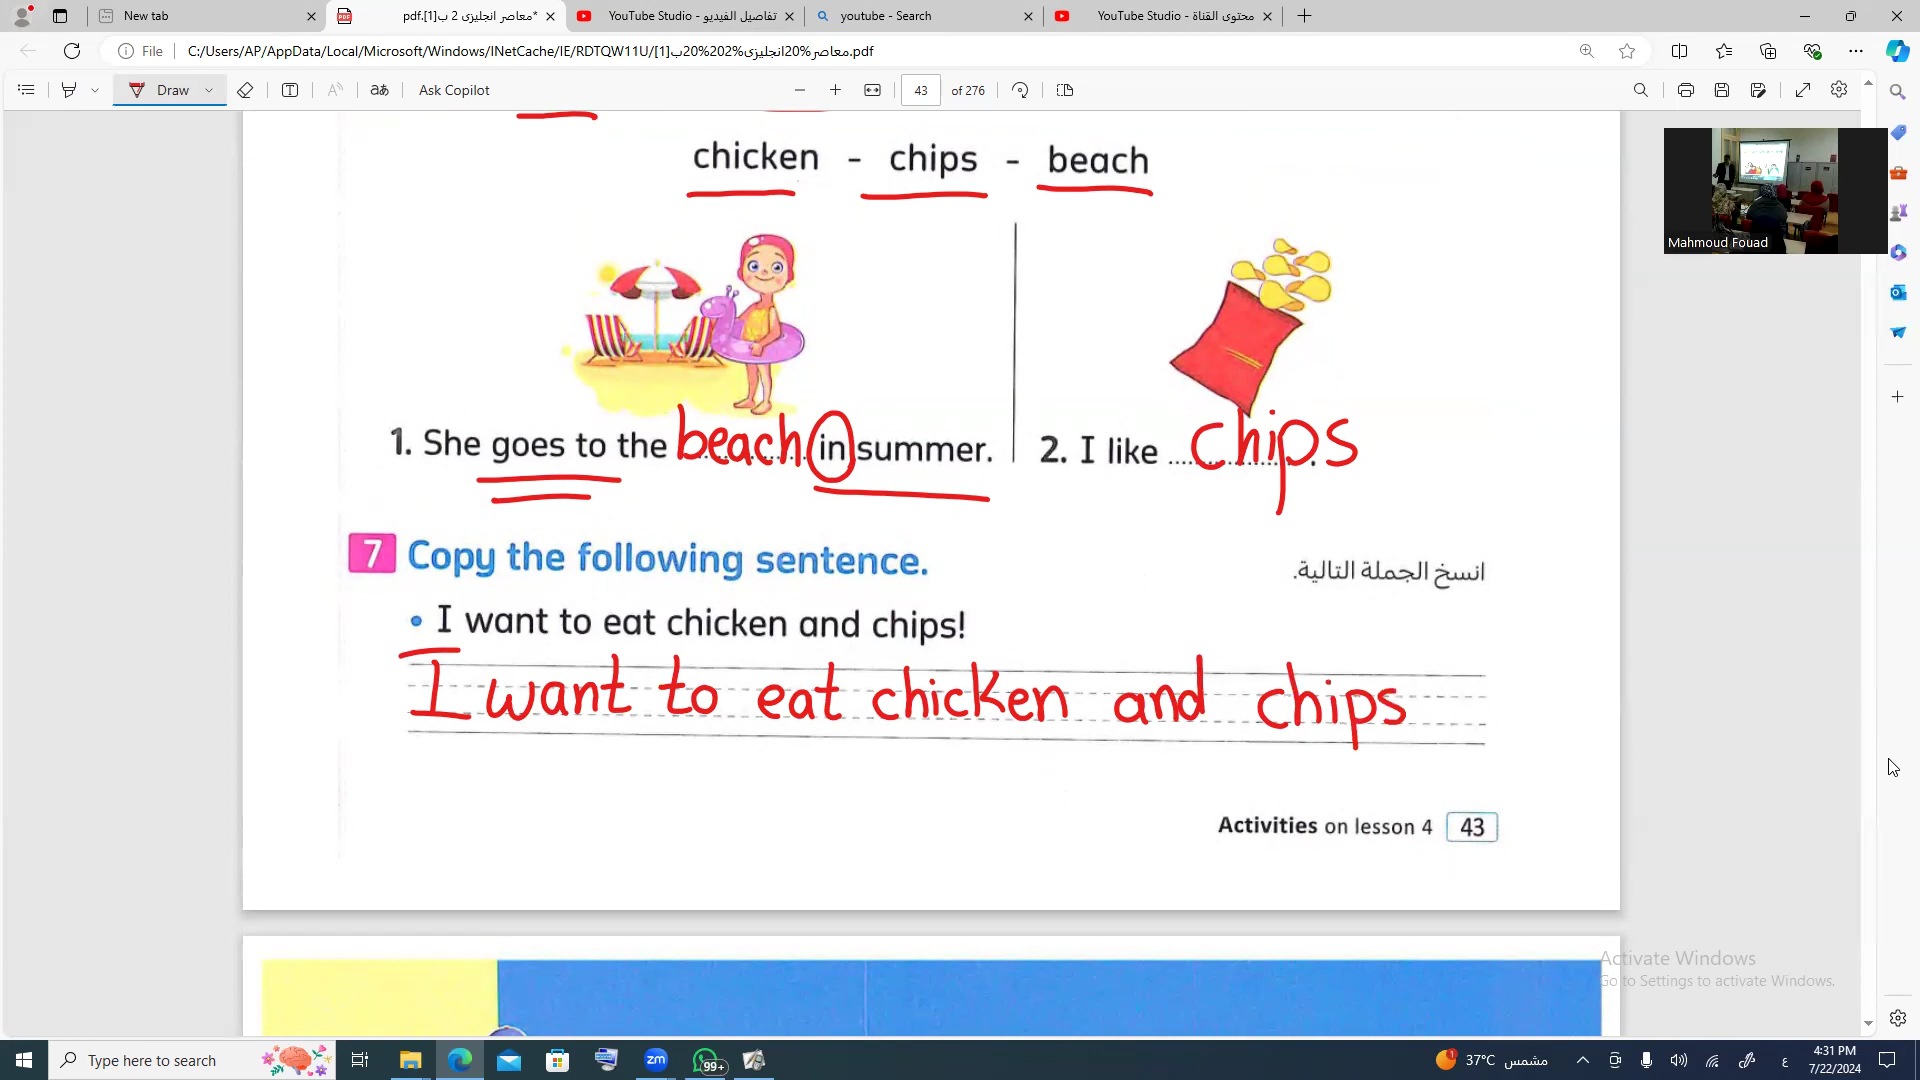 New tab
*معاصر انجليزى 2 ب[1].pdf
تفاصيل الفيديو - YouTube Studio
youtube - Search
محتوى القناة - YouTube Studio
File
C:/Users/AP/AppData/Local/Microsoft/Windows/INetCache/IE/RDTQW11U/معاصر%20انجليزى%202%20ب[1].pdf
Draw
Ask Copilot
43 of 276
chicken - chips - beach
Mahmoud Fouad
1. She goes to the beach in summer.
2. I like chips .
7 Copy the following sentence.
انسخ الجملة التالية.
• I want to eat chicken and chips!
I want to eat chicken and chips
Activities on lesson 4 43
Activate Windows
Go to Settings to activate Windows.
Type here to search
zm
99+
1
37°C مشمس
ع
4:31 PM
7/22/2024